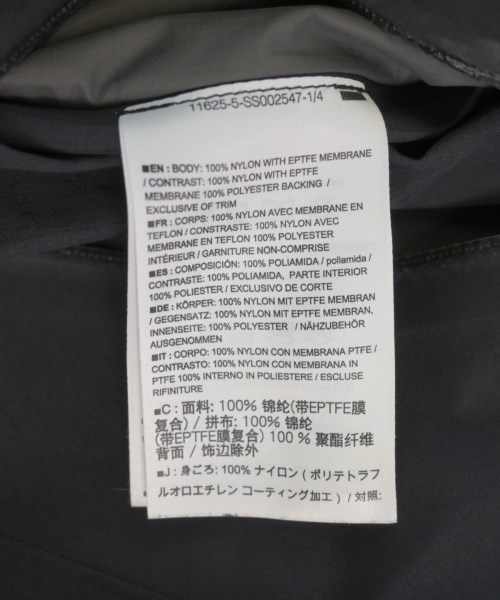 11625-5-SS002547-1/4
■EN : BODY: 100% NYLON WITH EPTFE MEMBRANE
/ CONTRAST: 100% NYLON WITH EPTFE
MEMBRANE 100% POLYESTER BACKING /
EXCLUSIVE OF TRIM
■FR : CORPS: 100% NYLON AVEC MEMBRANE EN
TEFLON / CONSTRASTE: 100% NYLON AVEC
MEMBRANE EN TEFLON 100% POLYESTER
INTÉRIEUR / GARNITURE NON-COMPRISE
■ES : COMPOSICIÓN: 100% POLIAMIDA / poliamida /
CONTRASTE: 100% POLIAMIDA, PARTE INTERIOR
100% POLIESTER / EXCLUSIVO DE CORTE
■DE : KÖRPER: 100% NYLON MIT EPTFE MEMBRAN
/ GEGENSATZ: 100% NYLON MIT EPTFE MEMBRAN,
INNENSEITE: 100% POLYESTER / NÄHZUBEHÖR
AUSGENOMMEN
■IT : CORPO: 100% NYLON CON MEMBRANA PTFE /
CONTRASTO: 100% NYLON CON MEMBRANA IN
PTFE 100% INTERNO IN POLIESTERE / ESCLUSE
RIFINITURE
■C : 面料: 100% 锦纶(带EPTFE膜
复合) / 拼布: 100% 锦纶
(带EPTFE膜复合) 100 % 聚酯纤维
背面 / 饰边除外
■J : 身ごろ: 100% ナイロン ( ポリテトラフ
ルオロエチレン コーティング加工 ) / 対照: